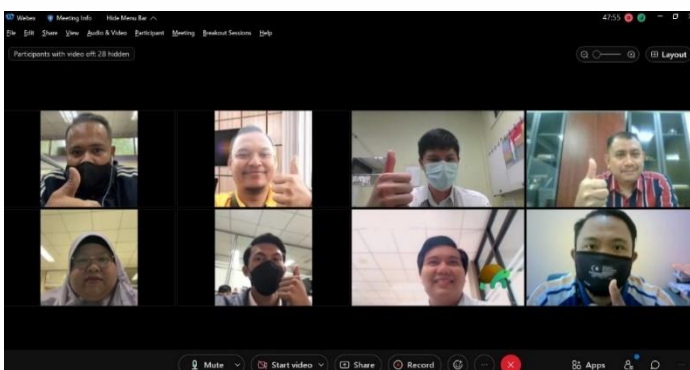 Webex Meeting Info Hide Menu Bar 47:55
File Edit Share View Audio & Video Participant Meeting Breakout Sessions Help
Participants with video off: 28 hidden
Layout
Mute Start video Share Record Apps